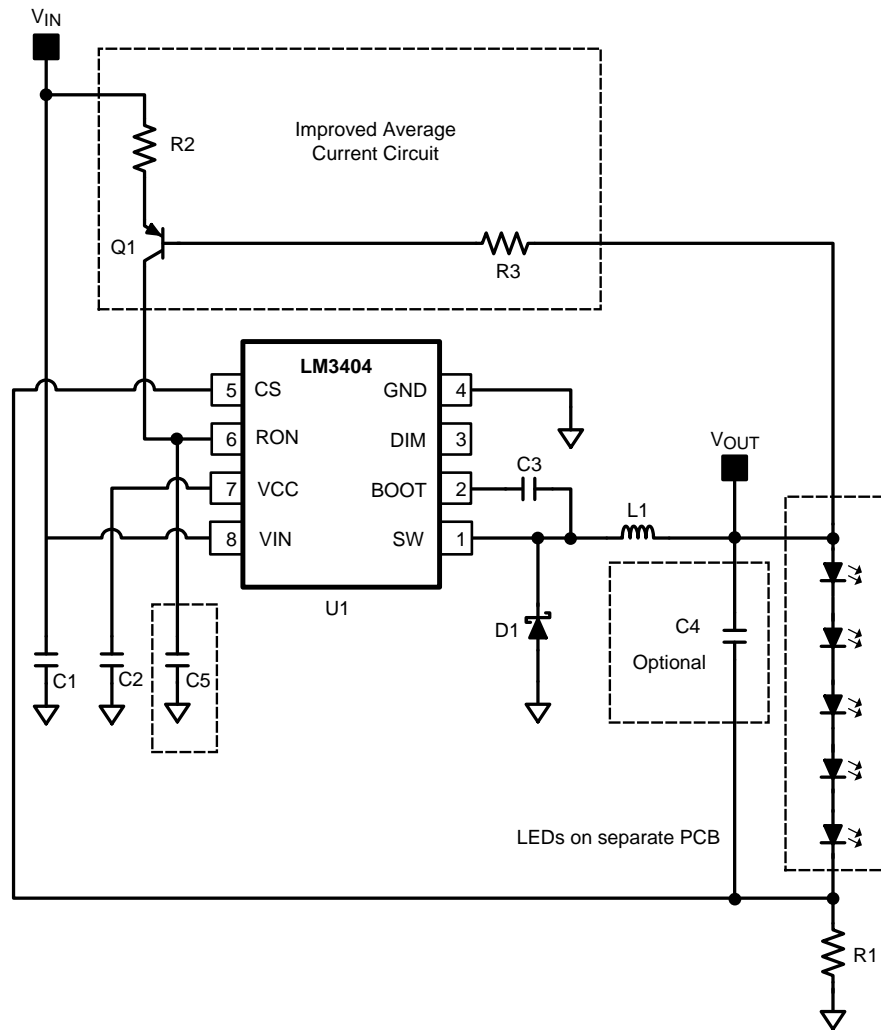 VIN
R2
Improved Average
Current Circuit
Q1
R3
LM3404
5 CS GND 4
6 RON DIM 3
7 VCC BOOT 2
8 VIN SW 1
U1
C3
VOUT
L1
D1
C4
Optional
C1
C2
C5
LEDs on separate PCB
R1